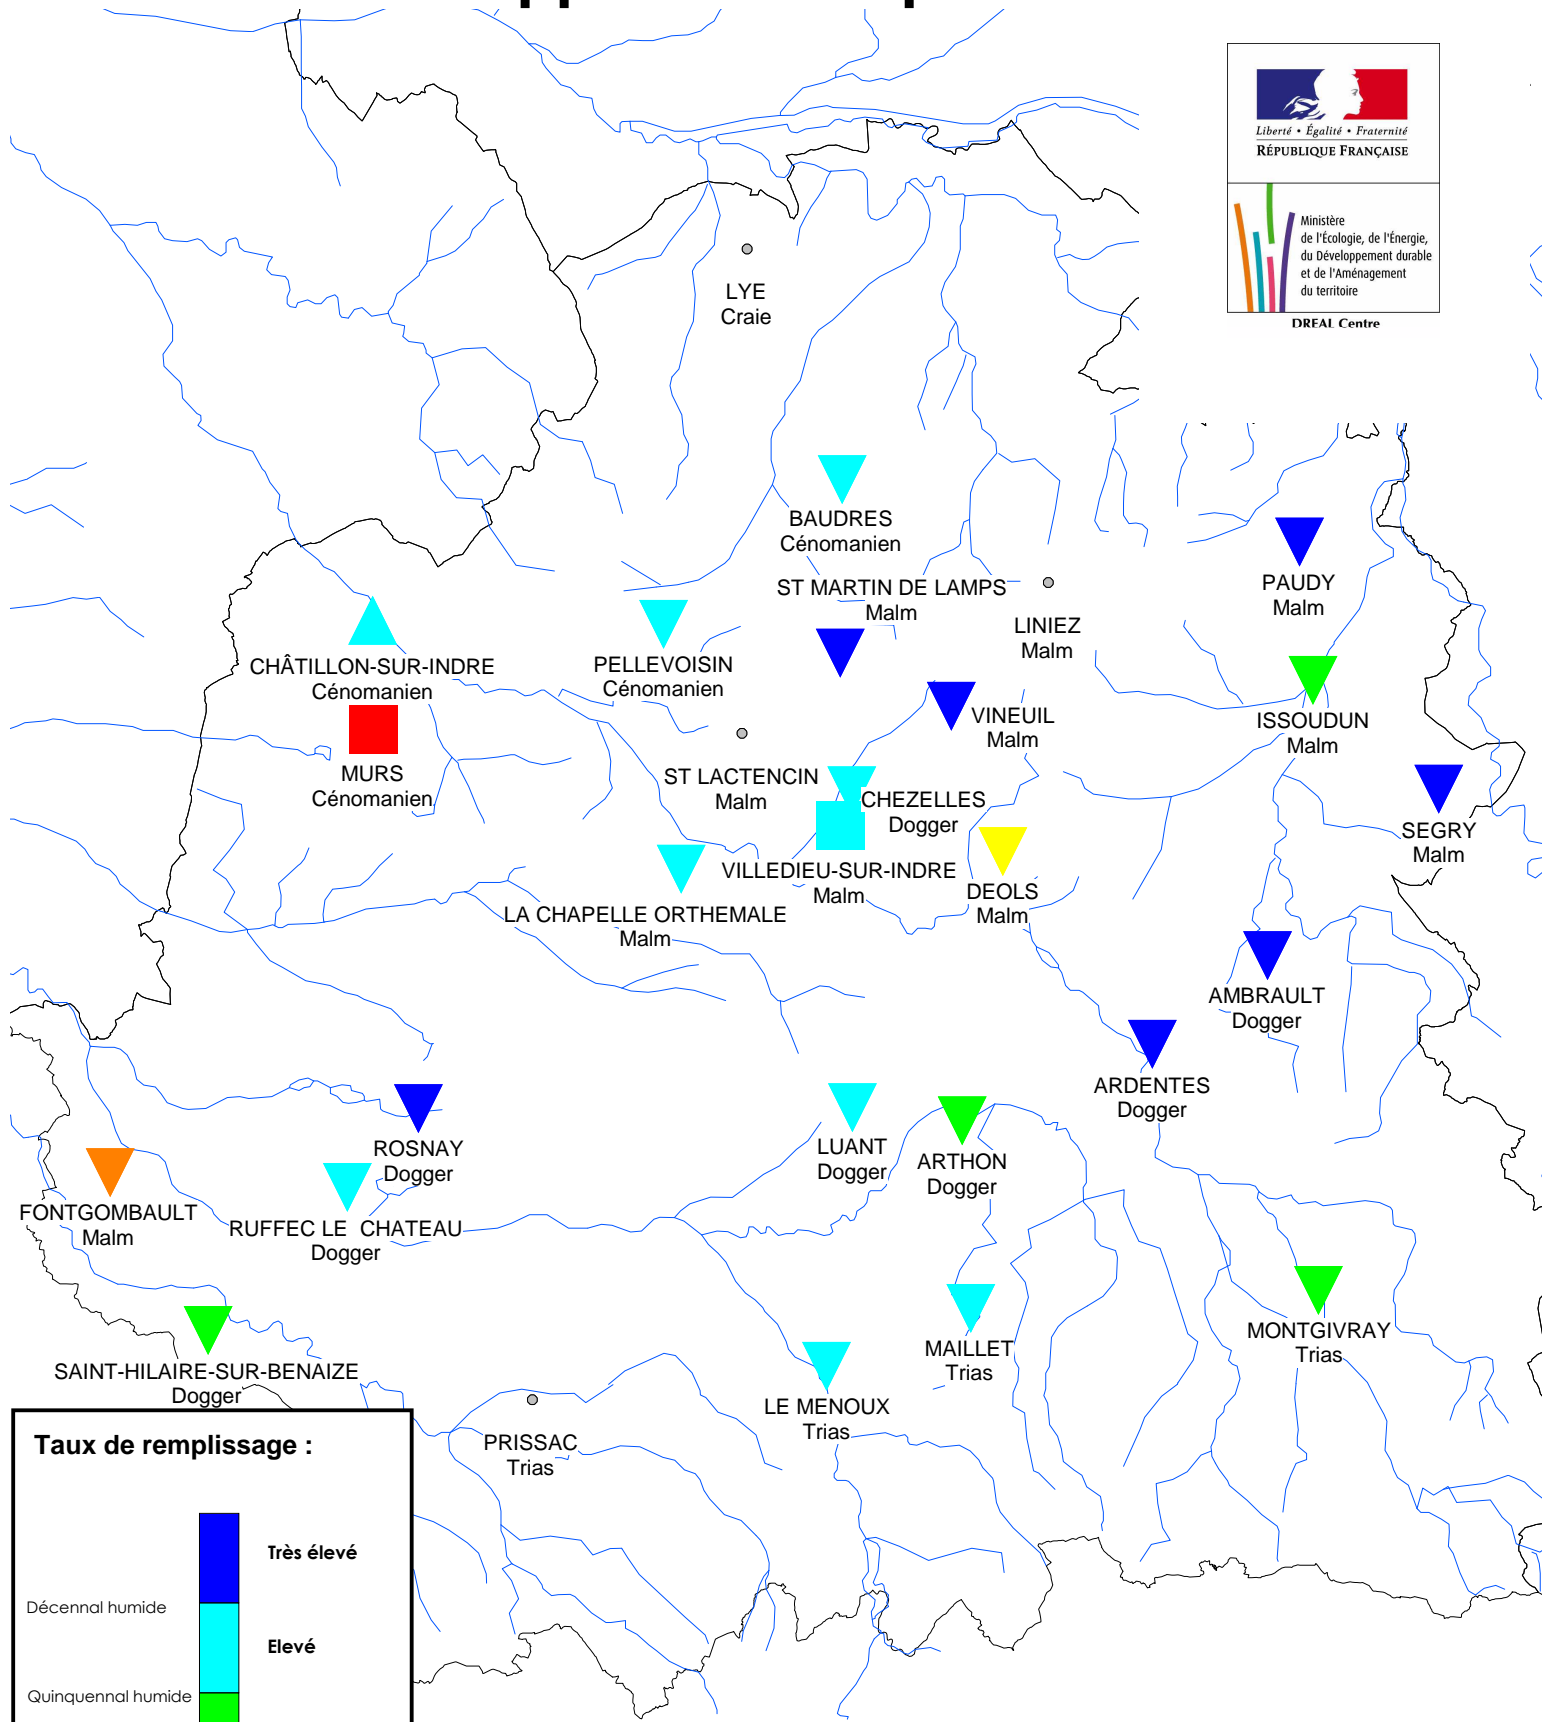 Liberté • Égalité • Fraternité
RÉPUBLIQUE FRANÇAISE
Ministère
de l'Écologie, de l'Énergie,
du Développement durable
et de l'Aménagement
du territoire
DREAL Centre
LYE
Craie
BAUDRES
Cénomanien
ST MARTIN DE LAMPS
Malm
PAUDY
Malm
LINIEZ
Malm
CHÂTILLON-SUR-INDRE
Cénomanien
PELLEVOISIN
Cénomanien
VINEUIL
Malm
ISSOUDUN
Malm
MURS
Cénomanien
ST LACTENCIN
Malm
CHEZELLES
Dogger
SEGRY
Malm
VILLEDIEU-SUR-INDRE
Malm
DEOLS
Malm
LA CHAPELLE ORTHEMALE
Malm
AMBRAULT
Dogger
ARDENTES
Dogger
ROSNAY
Dogger
LUANT
Dogger
ARTHON
Dogger
FONTGOMBAULT
Malm
RUFFEC LE  CHATEAU
Dogger
MONTGIVRAY
Trias
MAILLET
Trias
SAINT-HILAIRE-SUR-BENAIZE
Dogger
LE MENOUX
Trias
PRISSAC
Trias
Taux de remplissage :
Très élevé
Décennal humide
Elevé
Quinquennal humide